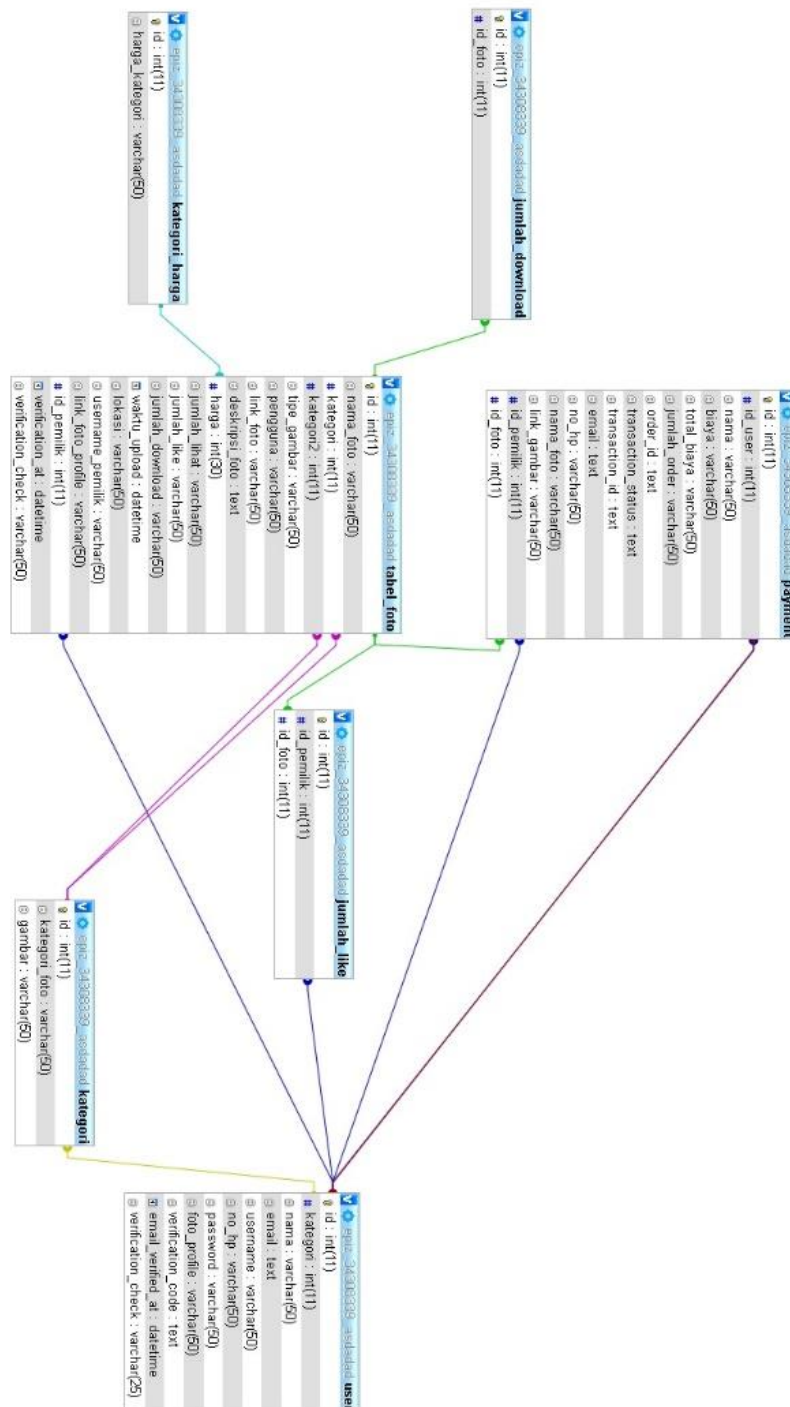 epiz_34308339_asdadad kategori_harga
id : int(11)
harga_kategori : varchar(50)
epiz_34308339_asdadad jumlah_download
id : int(11)
id_foto : int(11)
epiz_34308339_asdadad tabel_foto
id : int(11)
nama_foto : varchar(50)
kategori : int(11)
kategori2 : int(11)
tipe_gambar : varchar(50)
pengguna : varchar(50)
link_foto : varchar(50)
deskripsi_foto : text
harga : int(30)
jumlah_lihat : varchar(50)
jumlah_like : varchar(50)
jumlah_download : varchar(50)
waktu_upload : datetime
lokasi : varchar(50)
username_pemilik : varchar(50)
link_foto_profile : varchar(50)
id_pemilik : int(11)
verification_at : datetime
verification_check : varchar(50)
epiz_34308339_asdadad payment
id : int(11)
id_user : int(11)
nama : varchar(50)
biaya : varchar(50)
total_biaya : varchar(50)
jumlah_order : varchar(50)
order_id : text
transaction_status : text
transaction_id : text
email : text
no_hp : varchar(50)
nama_foto : varchar(50)
link_gambar : varchar(50)
id_pemilik : int(11)
id_foto : int(11)
epiz_34308339_asdadad jumlah_like
id : int(11)
id_pemilik : int(11)
id_foto : int(11)
epiz_34308339_asdadad kategori
id : int(11)
kategori_foto : varchar(50)
gambar : varchar(50)
epiz_34308339_asdadad user
id : int(11)
kategori : int(11)
nama : varchar(50)
email : text
username : varchar(50)
no_hp : varchar(50)
password : varchar(50)
foto_profile : varchar(50)
verification_code : text
email_verified_at : datetime
verification_check : varchar(25)